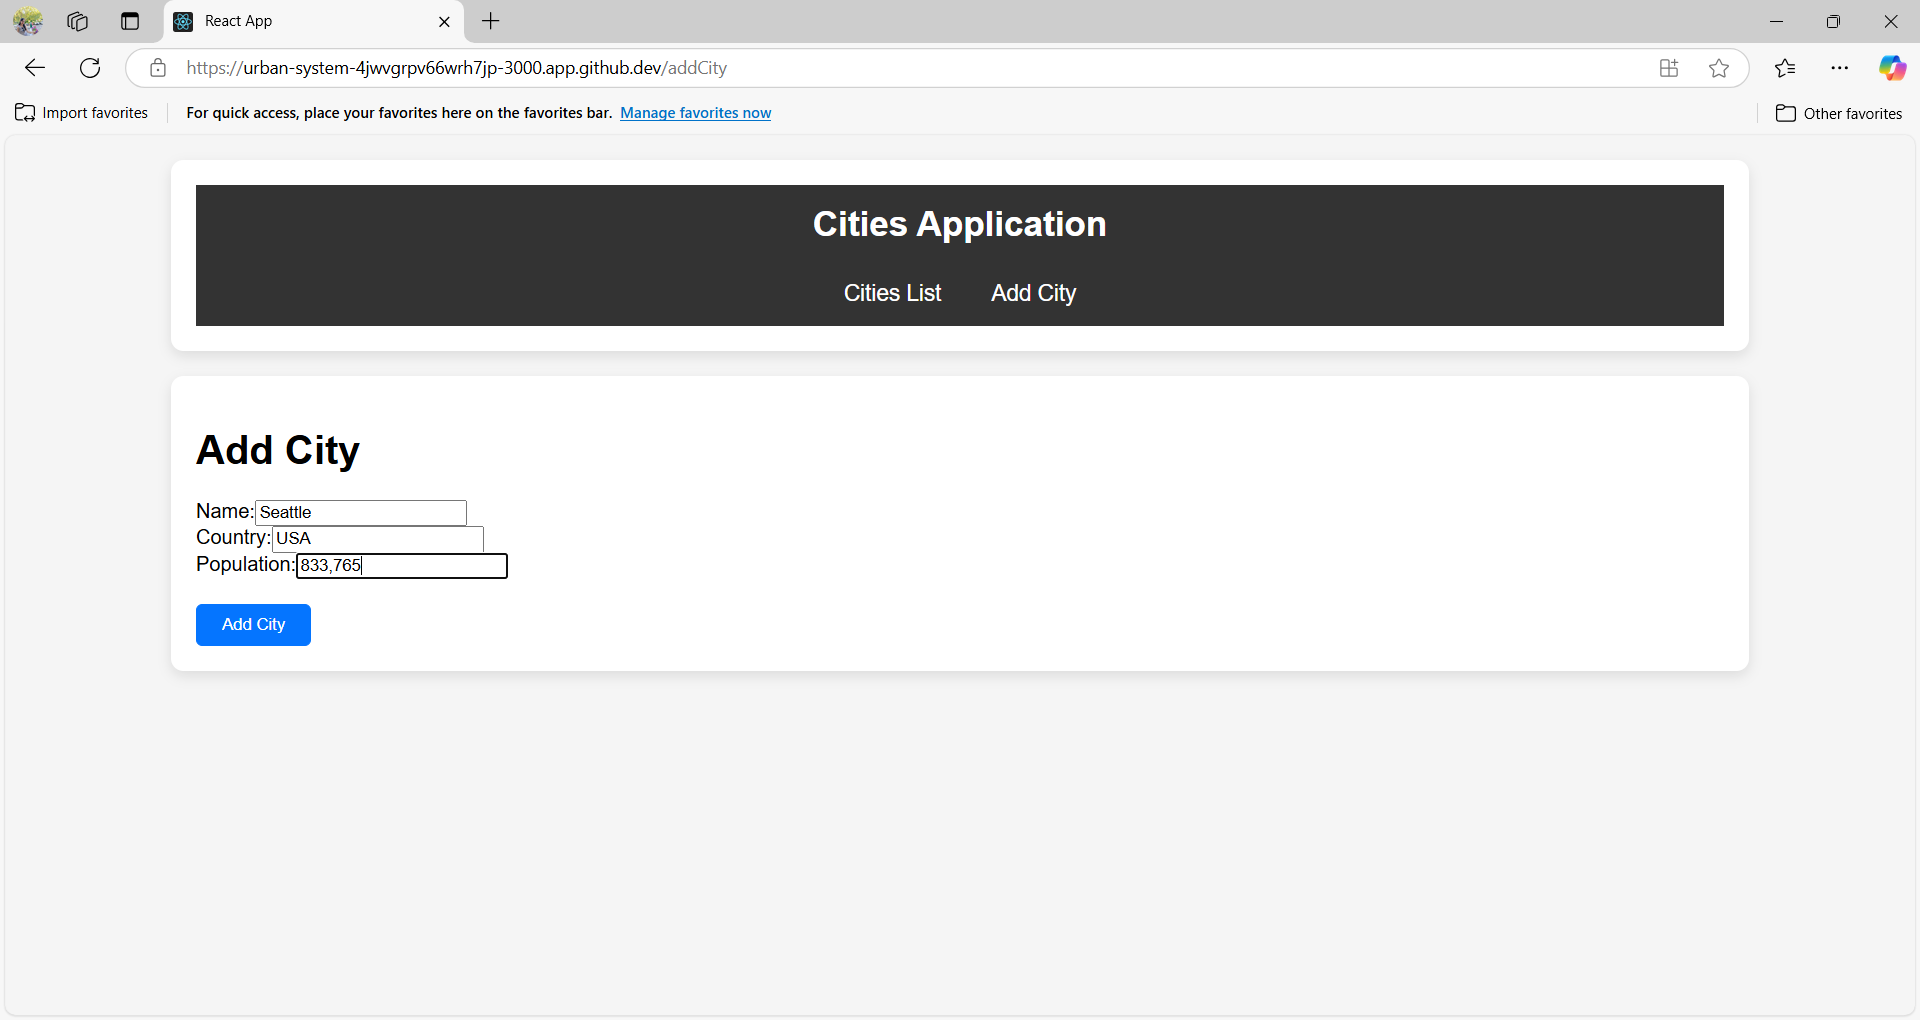 React App
https://urban-system-4jwvgrpv66wrh7jp-3000.app.github.dev/addCity
Import favorites
For quick access, place your favorites here on the favorites bar. Manage favorites now
Other favorites
Cities Application
Cities List Add City
Add City
Name: Seattle
Country: USA
Population: 833,765
Add City